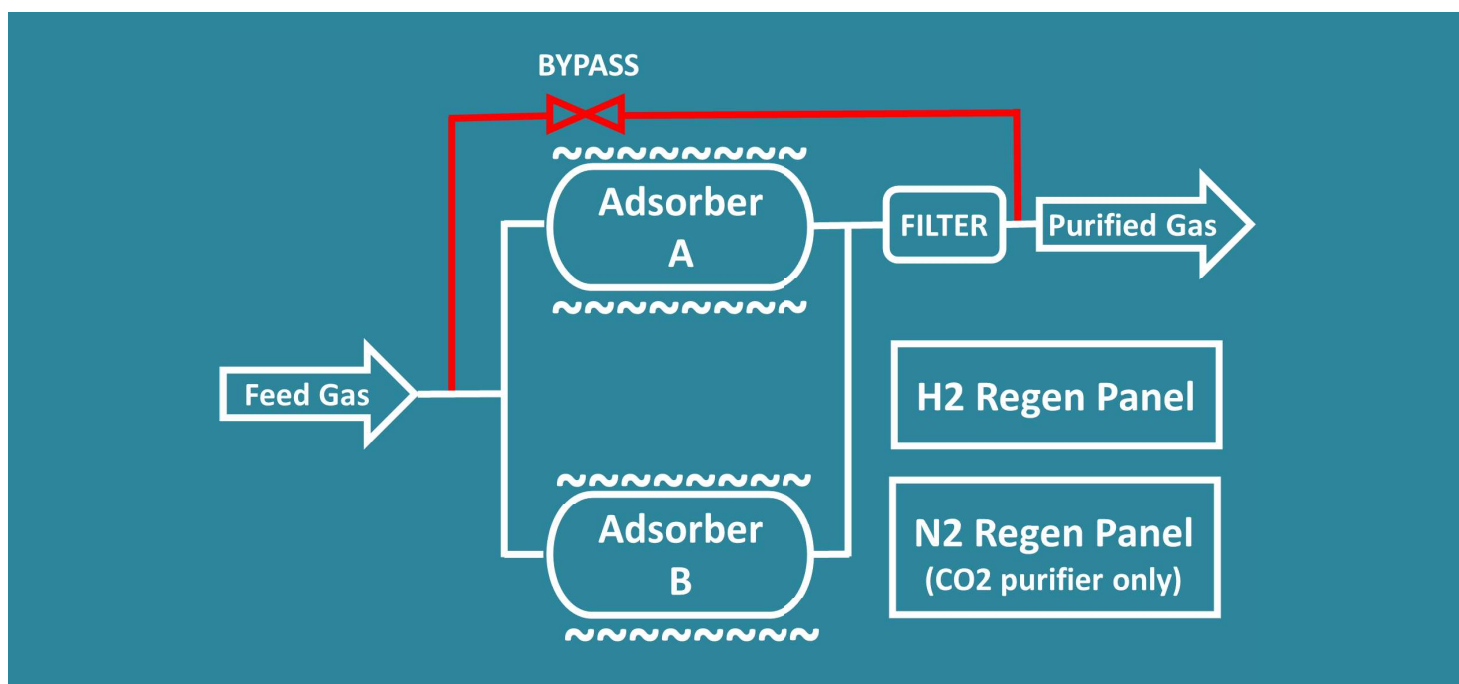 BYPASS
Adsorber
A
FILTER
Purified Gas
Feed Gas
H2 Regen Panel
Adsorber
B
N2 Regen Panel
(CO2 purifier only)